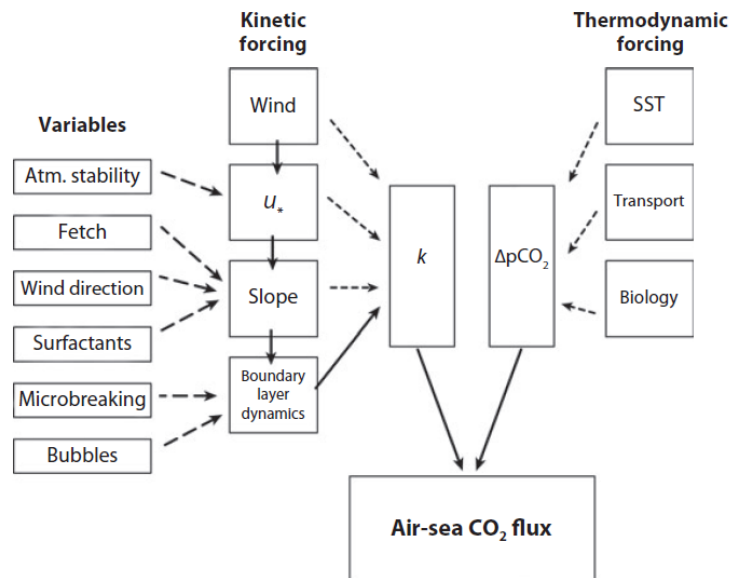 Kinetic
forcing
Thermodynamic
forcing
Variables
Wind
SST
Atm. stability
u*
Transport
Fetch
k
ΔpCO₂
Wind direction
Slope
Biology
Surfactants
Microbreaking
Boundary
layer
dynamics
Bubbles
Air-sea CO₂ flux